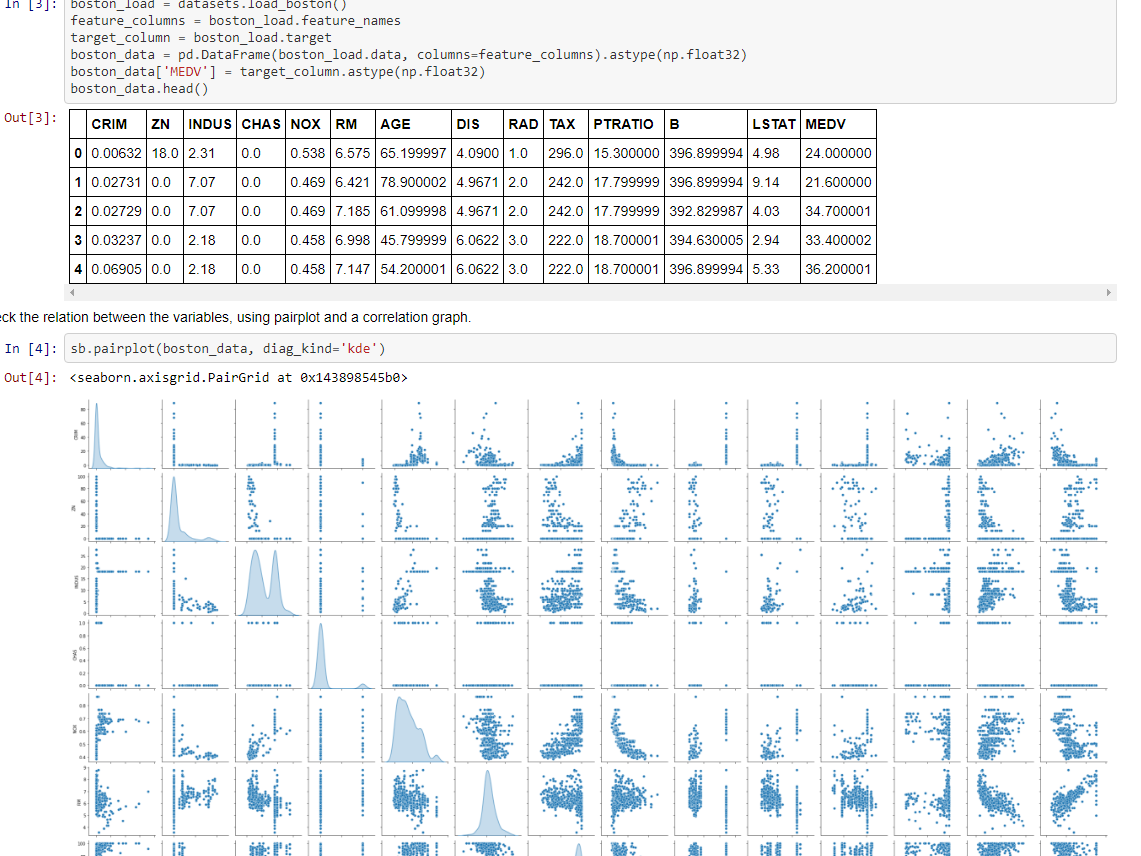 In [3]: boston_load = datasets.load_boston()
feature_columns = boston_load.feature_names
target_column = boston_load.target
boston_data = pd.DataFrame(boston_load.data, columns=feature_columns).astype(np.float32)
boston_data['MEDV'] = target_column.astype(np.float32)
boston_data.head()
Out[3]:
CRIM ZN INDUS CHAS NOX RM AGE DIS RAD TAX PTRATIO B LSTAT MEDV
0 0.00632 18.0 2.31 0.0 0.538 6.575 65.199997 4.0900 1.0 296.0 15.300000 396.899994 4.98 24.000000
1 0.02731 0.0 7.07 0.0 0.469 6.421 78.900002 4.9671 2.0 242.0 17.799999 396.899994 9.14 21.600000
2 0.02729 0.0 7.07 0.0 0.469 7.185 61.099998 4.9671 2.0 242.0 17.799999 392.829987 4.03 34.700001
3 0.03237 0.0 2.18 0.0 0.458 6.998 45.799999 6.0622 3.0 222.0 18.700001 394.630005 2.94 33.400002
4 0.06905 0.0 2.18 0.0 0.458 7.147 54.200001 6.0622 3.0 222.0 18.700001 396.899994 5.33 36.200001
eck the relation between the variables, using pairplot and a correlation graph.
In [4]: sb.pairplot(boston_data, diag_kind='kde')
Out[4]: <seaborn.axisgrid.PairGrid at 0x143898545b0>